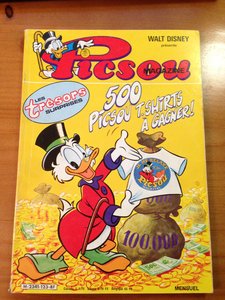 WALT DISNEY
présente
Picsou
MAGAZINE
LES
trésors
SURPRISES
500
PICSOU T.SHIRTS
A GAGNER!
PICSOU
100.000
MENSUEL